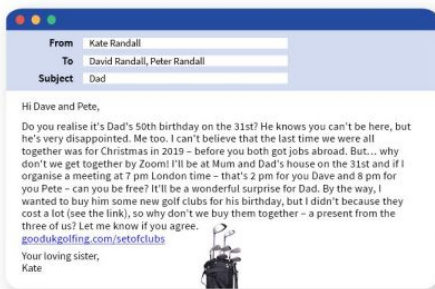 From Kate Randall
To David Randall, Peter Randall
Subject Dad
Hi Dave and Pete,
Do you realise it's Dad's 50th birthday on the 31st? He knows you can't be here, but
he's very disappointed. Me too. I can't believe that the last time we were all
together was for Christmas in 2019 – before you both got jobs abroad. But... why
don't we get together by Zoom! I'll be at Mum and Dad's house on the 31st and if I
organise a meeting at 7 pm London time – that's 2 pm for you Dave and 8 pm for
you Pete – can you be free? It'll be a wonderful surprise for Dad. By the way, I
wanted to buy him some new golf clubs for his birthday, but I didn't because they
cost a lot (see the link), so why don't we buy them together – a present from the
three of us? Let me know if you agree.
goodukgolfing.com/setofclubs
Your loving sister,
Kate